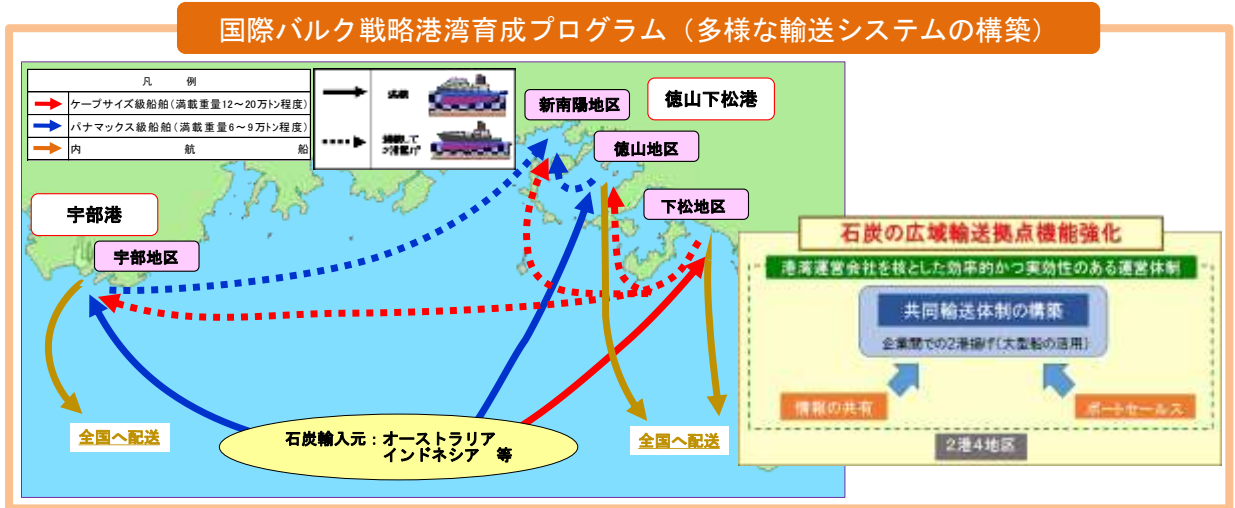 国際バルク戦略港湾育成プログラム（多様な輸送システムの構築）
凡　例
ケープサイズ級船舶（満載重量12～20万トン程度）
パナマックス級船舶（満載重量6～9万トン程度）
内　航　船
満載
新南陽地区
徳山下松港
徳山地区
下松地区
宇部港
宇部地区
石炭の広域輸送拠点機能強化
港湾運営会社を核とした効率的かつ実効性のある運営体制
共同輸送体制の構築
企業間での2港揚げ（大型船の活用）
情報の共有
ポートセールス
2港4地区
全国へ配送
石炭輸入元：オーストラリア
インドネシア　等
全国へ配送